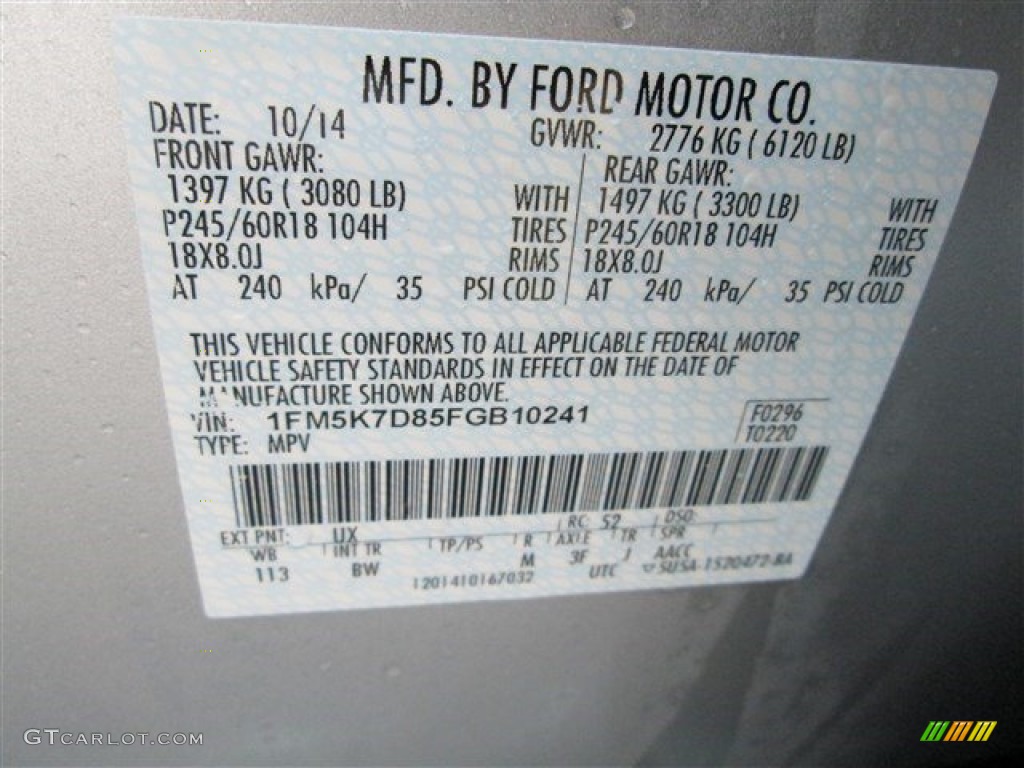 MFD. BY FORD MOTOR CO.
DATE: 10/14 GVWR: 2776 KG ( 6120 LB)
FRONT GAWR: REAR GAWR:
1397 KG ( 3080 LB) WITH 1497 KG ( 3300 LB) WITH
P245/60R18 104H TIRES P245/60R18 104H TIRES
18X8.0J RIMS 18X8.0J RIMS
AT 240 kPa/ 35 PSI COLD AT 240 kPa/ 35 PSI COLD
THIS VEHICLE CONFORMS TO ALL APPLICABLE FEDERAL MOTOR
VEHICLE SAFETY STANDARDS IN EFFECT ON THE DATE OF
MANUFACTURE SHOWN ABOVE.
VIN: 1FM5K7D85FGB10241 F0296
TYPE: MPV T0220
EXT PNT: UX RC: 52 DSO:
WB INT TR TP/PS R AXLE TR SPR
113 BW M 3F J AACC
1201410167032 UTC 5U5A-1520472-BA
GTCARLOT.COM